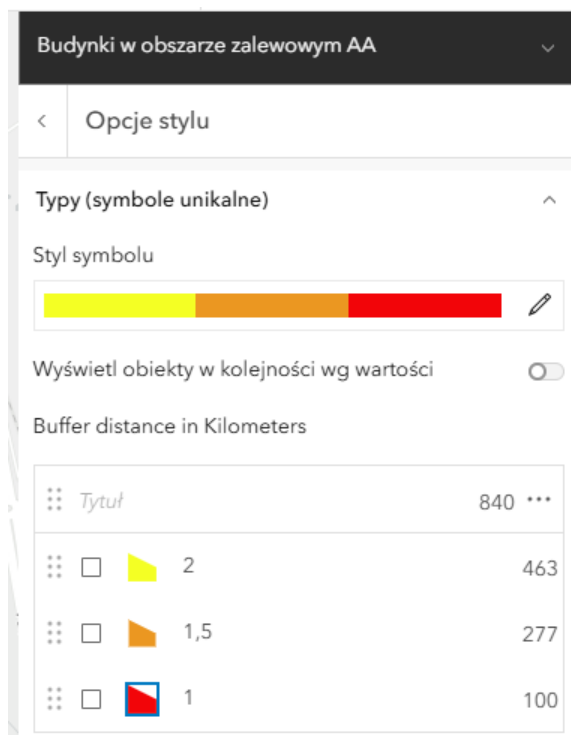 Budynki w obszarze zalewowym AA
Opcje stylu
Typy (symbole unikalne)
Styl symbolu
Wyświetl obiekty w kolejności wg wartości
Buffer distance in Kilometers
Tytuł 840
2 463
1,5 277
1 100